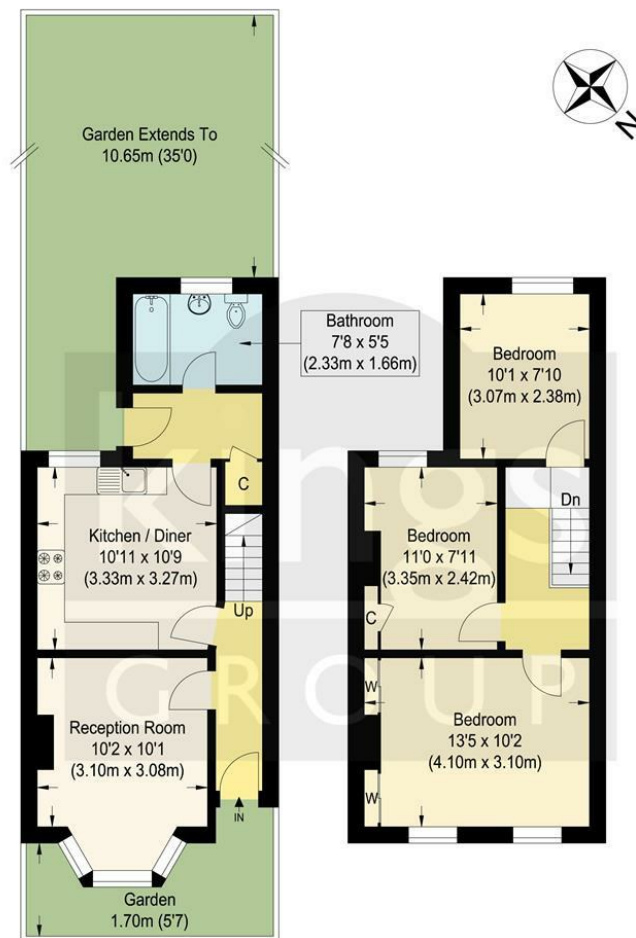 Garden Extends To
10.65m (35'0)
N
Bathroom
7'8 x 5'5
(2.33m x 1.66m)
C
Kitchen / Diner
10'11 x 10'9
(3.33m x 3.27m)
Up
Reception Room
10'2 x 10'1
(3.10m x 3.08m)
IN
Garden
1.70m (5'7)
Bedroom
10'1 x 7'10
(3.07m x 2.38m)
Dn
Bedroom
11'0 x 7'11
(3.35m x 2.42m)
C
W
Bedroom
13'5 x 10'2
(4.10m x 3.10m)
W
kings
GROUP